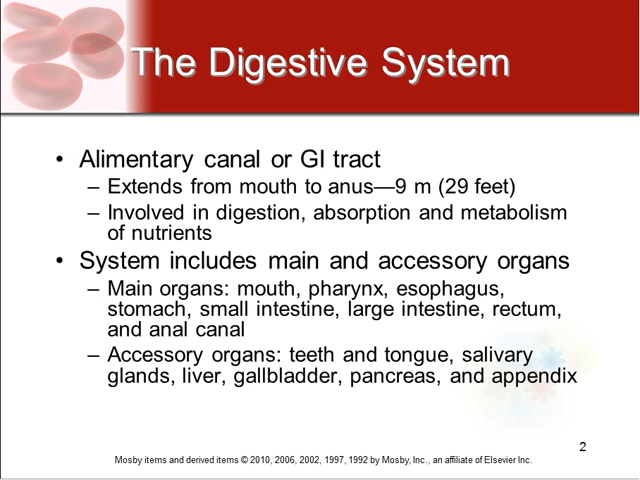 The Digestive System
• Alimentary canal or GI tract
– Extends from mouth to anus—9 m (29 feet)
– Involved in digestion, absorption and metabolism
of nutrients
• System includes main and accessory organs
– Main organs: mouth, pharynx, esophagus,
stomach, small intestine, large intestine, rectum,
and anal canal
– Accessory organs: teeth and tongue, salivary
glands, liver, gallbladder, pancreas, and appendix
2
Mosby items and derived items © 2010, 2006, 2002, 1997, 1992 by Mosby, Inc., an affiliate of Elsevier Inc.